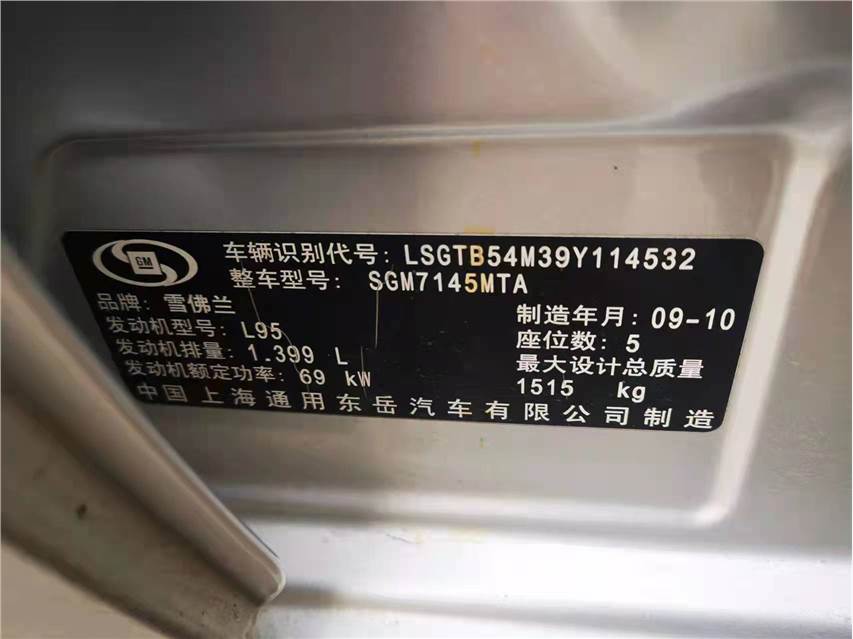 GM
车辆识别代号: LSGTB54M39Y114532
整车型号: SGM7145MTA
品牌: 雪佛兰
发动机型号: L95
发动机排量: 1.399 L
发动机额定功率: 69 kW
制造年月: 09-10
座位数: 5
最大设计总质量
1515 kg
中国上海通用东岳汽车有限公司制造